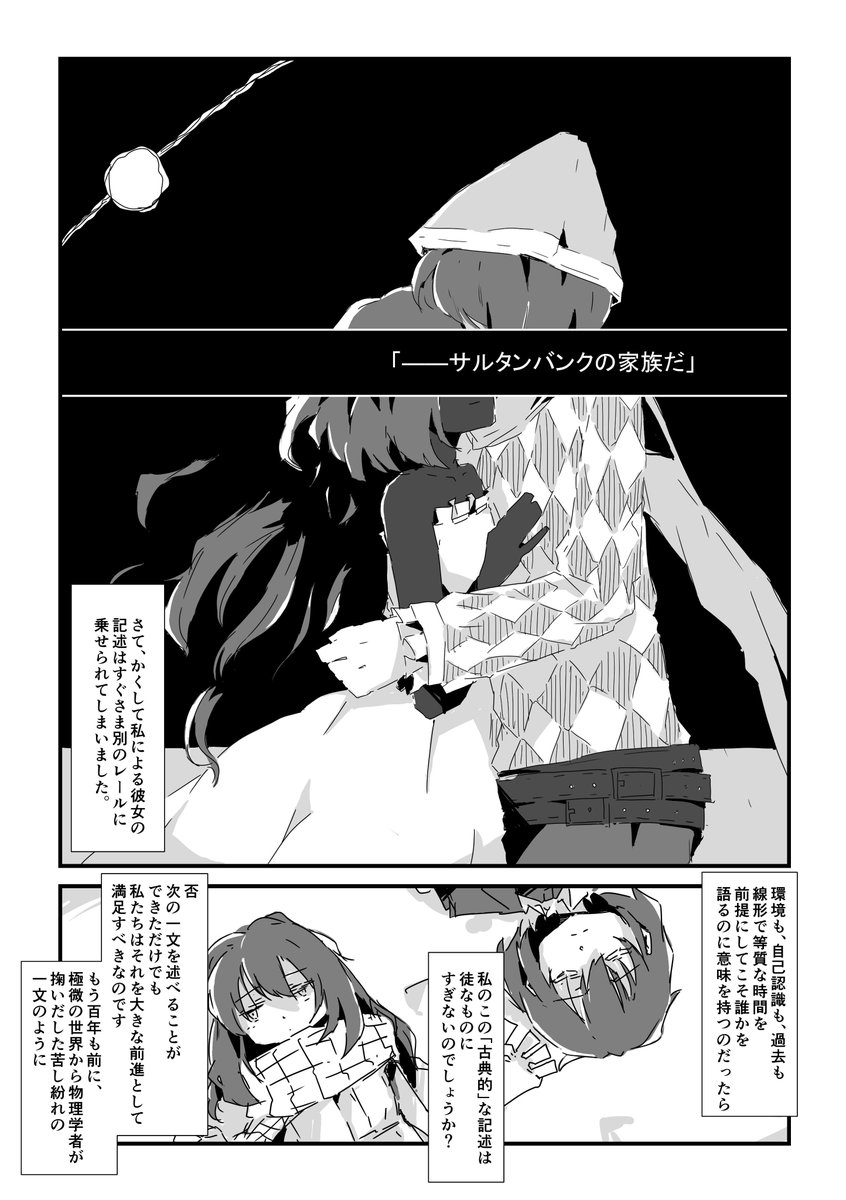 「――サルタンバンクの家族だ」
さて、かくして私による彼女の
記述はすぐさま別のレールに
乗せられてしまいました。
環境も、自己認識も、過去も
線形で等質な時間を
前提にしてこそ誰かを
語るのに意味を持つのだったら
私のこの「古典的」な記述は
徒なものに
すぎないのでしょうか？
否
次の一文を述べることが
できただけでも
私たちはそれを大きな前進として
満足すべきなのです
もう百年も前に、
極微の世界から物理学者が
掬いだした苦し紛れの
一文のように